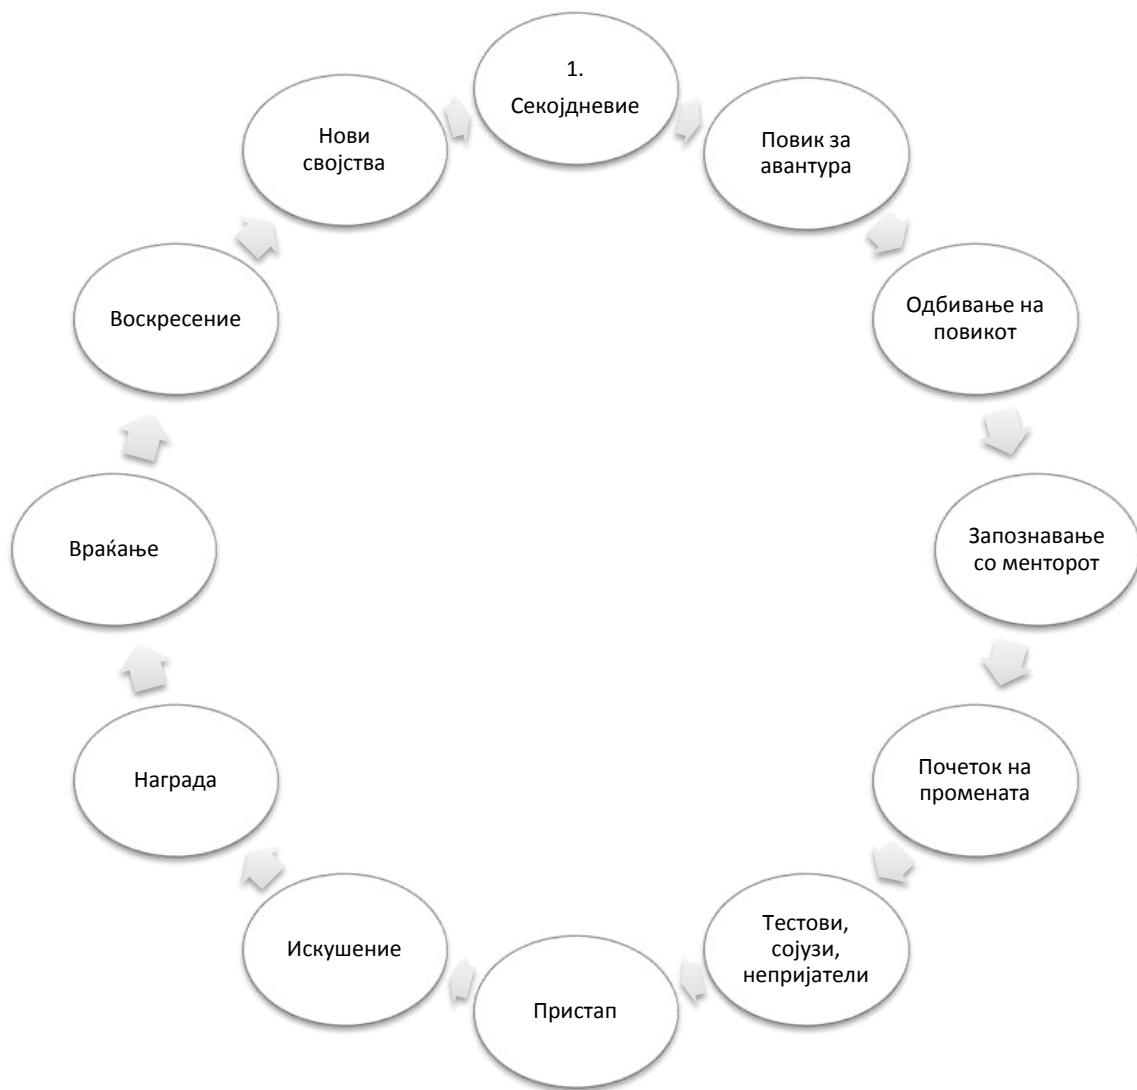 1.
Секојдневие
Повик за
авантура
Одбивање на
повикот
Запознавање
со менторот
Почеток на
промената
Тестови,
сојузи,
непријатели
Пристап
Искушение
Награда
Враќање
Воскресение
Нови
својства